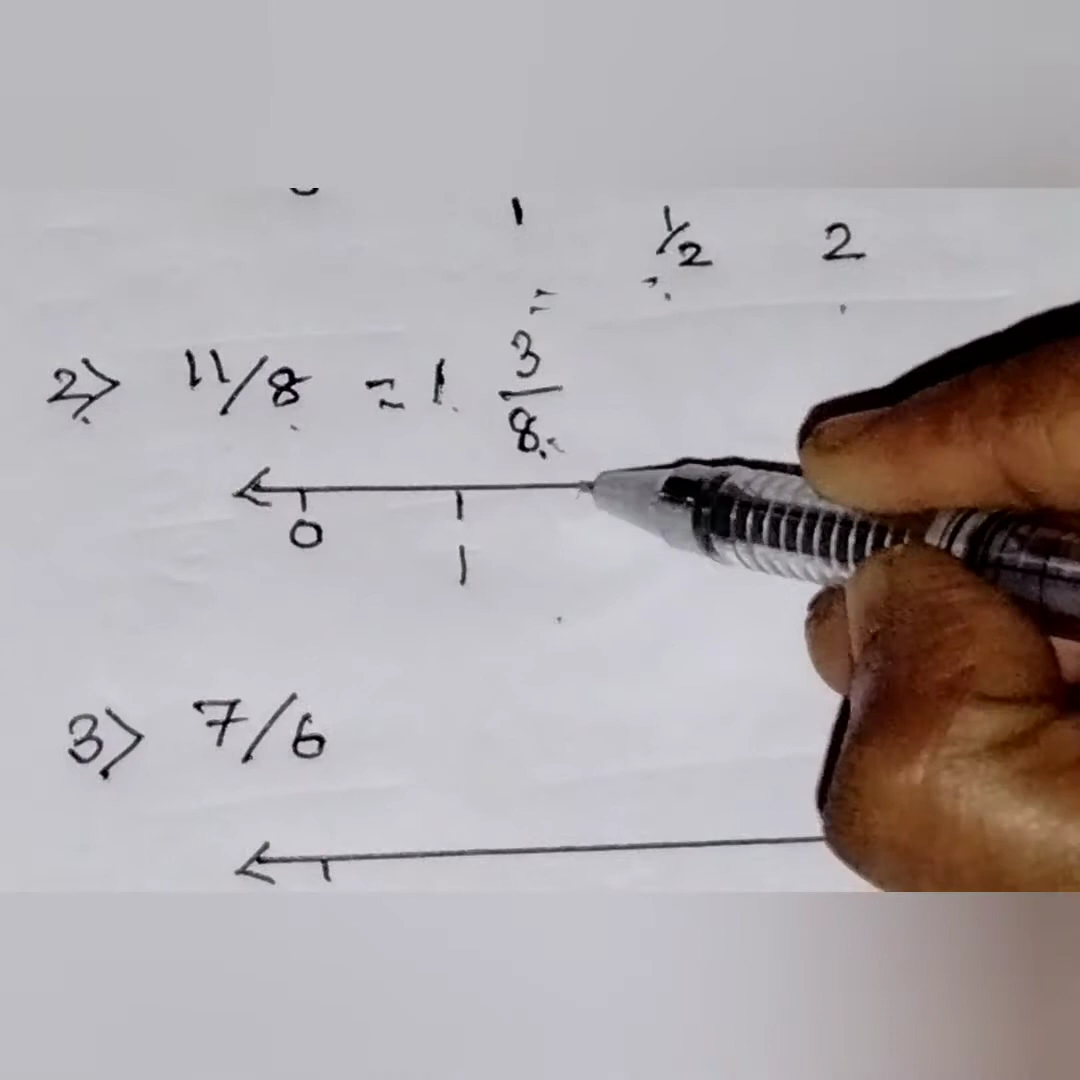 1 1/2 2
2) 11/8 = 1 3/8
0 1
3) 7/6